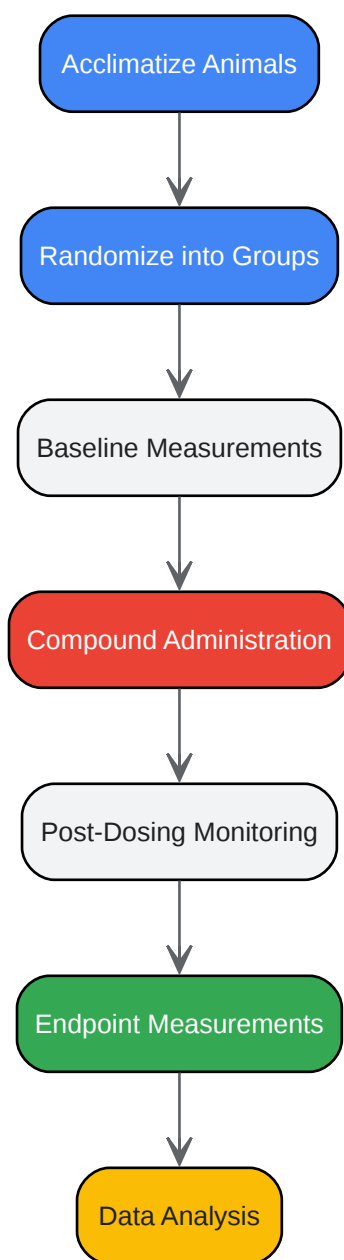 Acclimatize Animals
Randomize into Groups
Baseline Measurements
Compound Administration
Post-Dosing Monitoring
Endpoint Measurements
Data Analysis